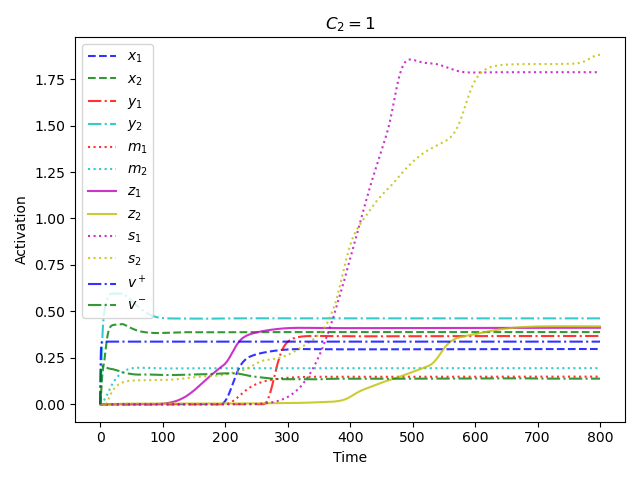 C₂ = 1
x₁
x₂
y₁
y₂
m₁
m₂
z₁
z₂
s₁
s₂
v⁺
v⁻
Activation
1.75
1.50
1.25
1.00
0.75
0.50
0.25
0.00
0 100 200 300 400 500 600 700 800
Time